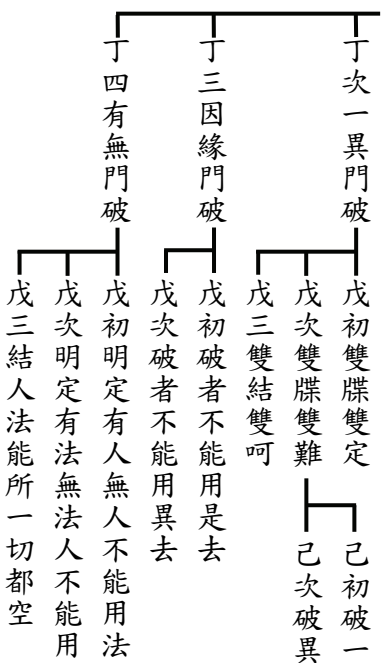 丁次一異門破
戊初雙牒雙定
戊次雙牒雙難
己初破一
己次破異
戊三雙結雙呵
丁三因緣門破
戊初破者不能用是去
戊次破者不能用異去
丁四有無門破
戊初明定有人無人不能用法
戊次明定有法無法人不能用
戊三結人法能所一切都空